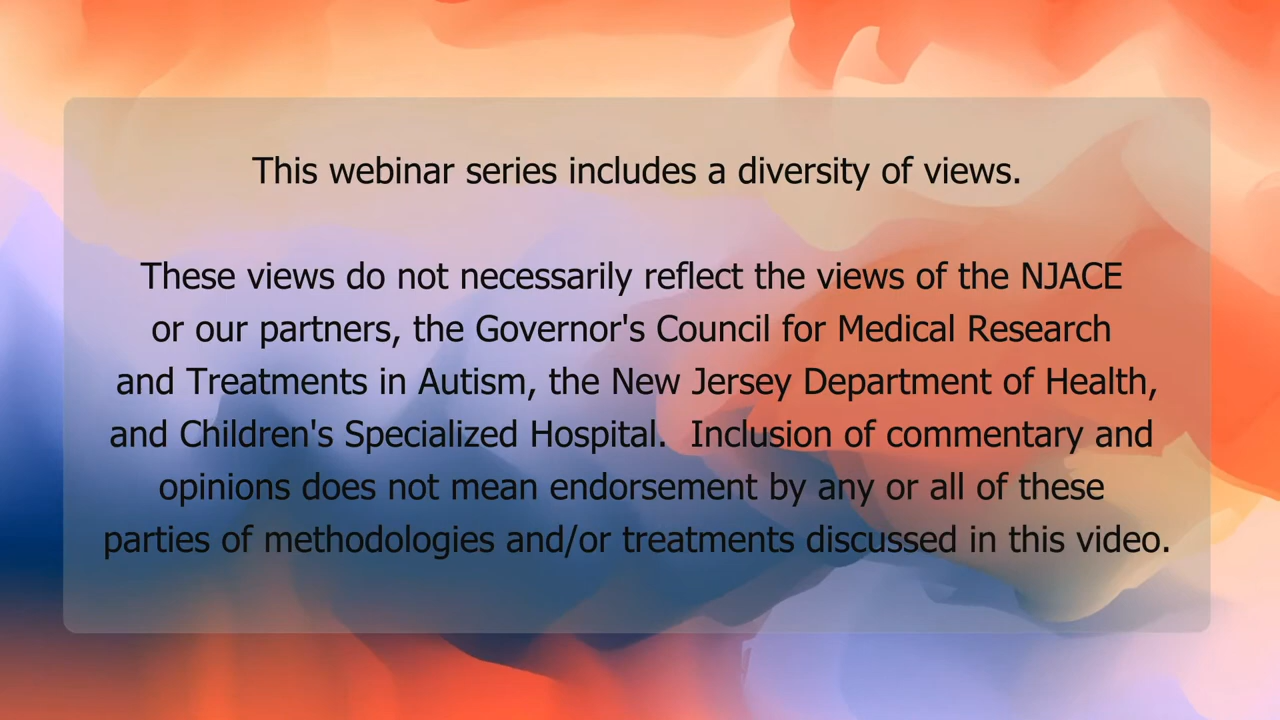 This webinar series includes a diversity of views.
These views do not necessarily reflect the views of the NJACE
or our partners, the Governor's Council for Medical Research
and Treatments in Autism, the New Jersey Department of Health,
and Children's Specialized Hospital.  Inclusion of commentary and
opinions does not mean endorsement by any or all of these
parties of methodologies and/or treatments discussed in this video.